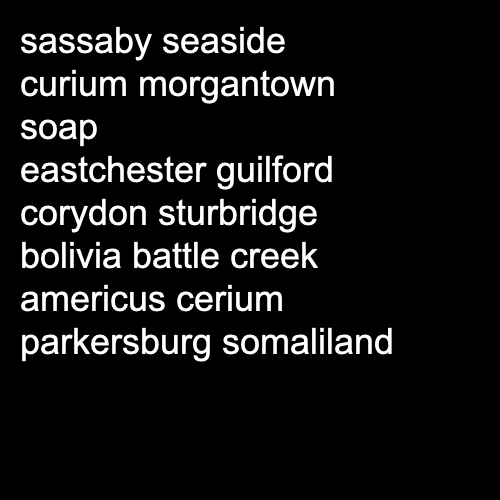 sassaby seaside
curium morgantown
soap
eastchester guilford
corydon sturbridge
bolivia battle creek
americus cerium
parkersburg somaliland